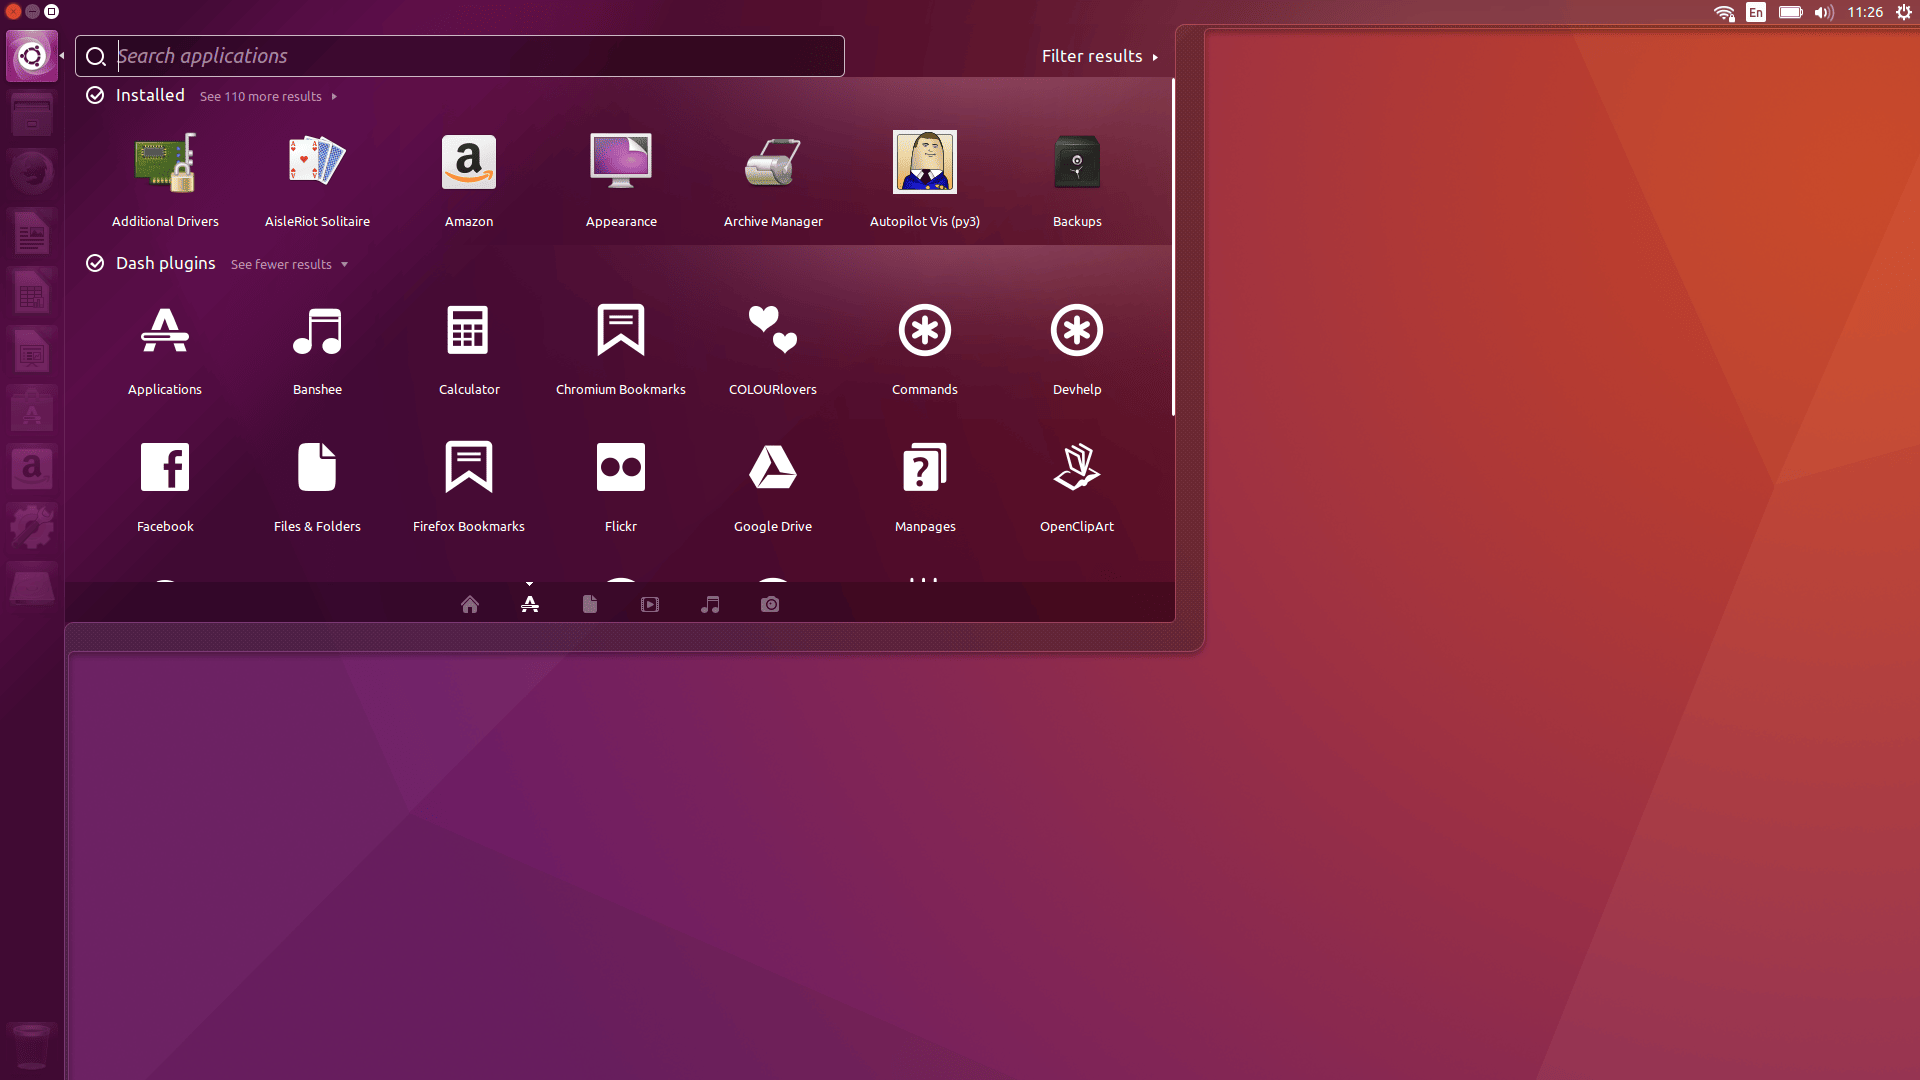 En 11:26
Search applications
Filter results
Installed See 110 more results
Additional Drivers AisleRiot Solitaire Amazon Appearance Archive Manager Autopilot Vis (py3) Backups
Dash plugins See fewer results
Applications Banshee Calculator Chromium Bookmarks COLOURlovers Commands Devhelp
Facebook Files & Folders Firefox Bookmarks Flickr Google Drive Manpages OpenClipArt